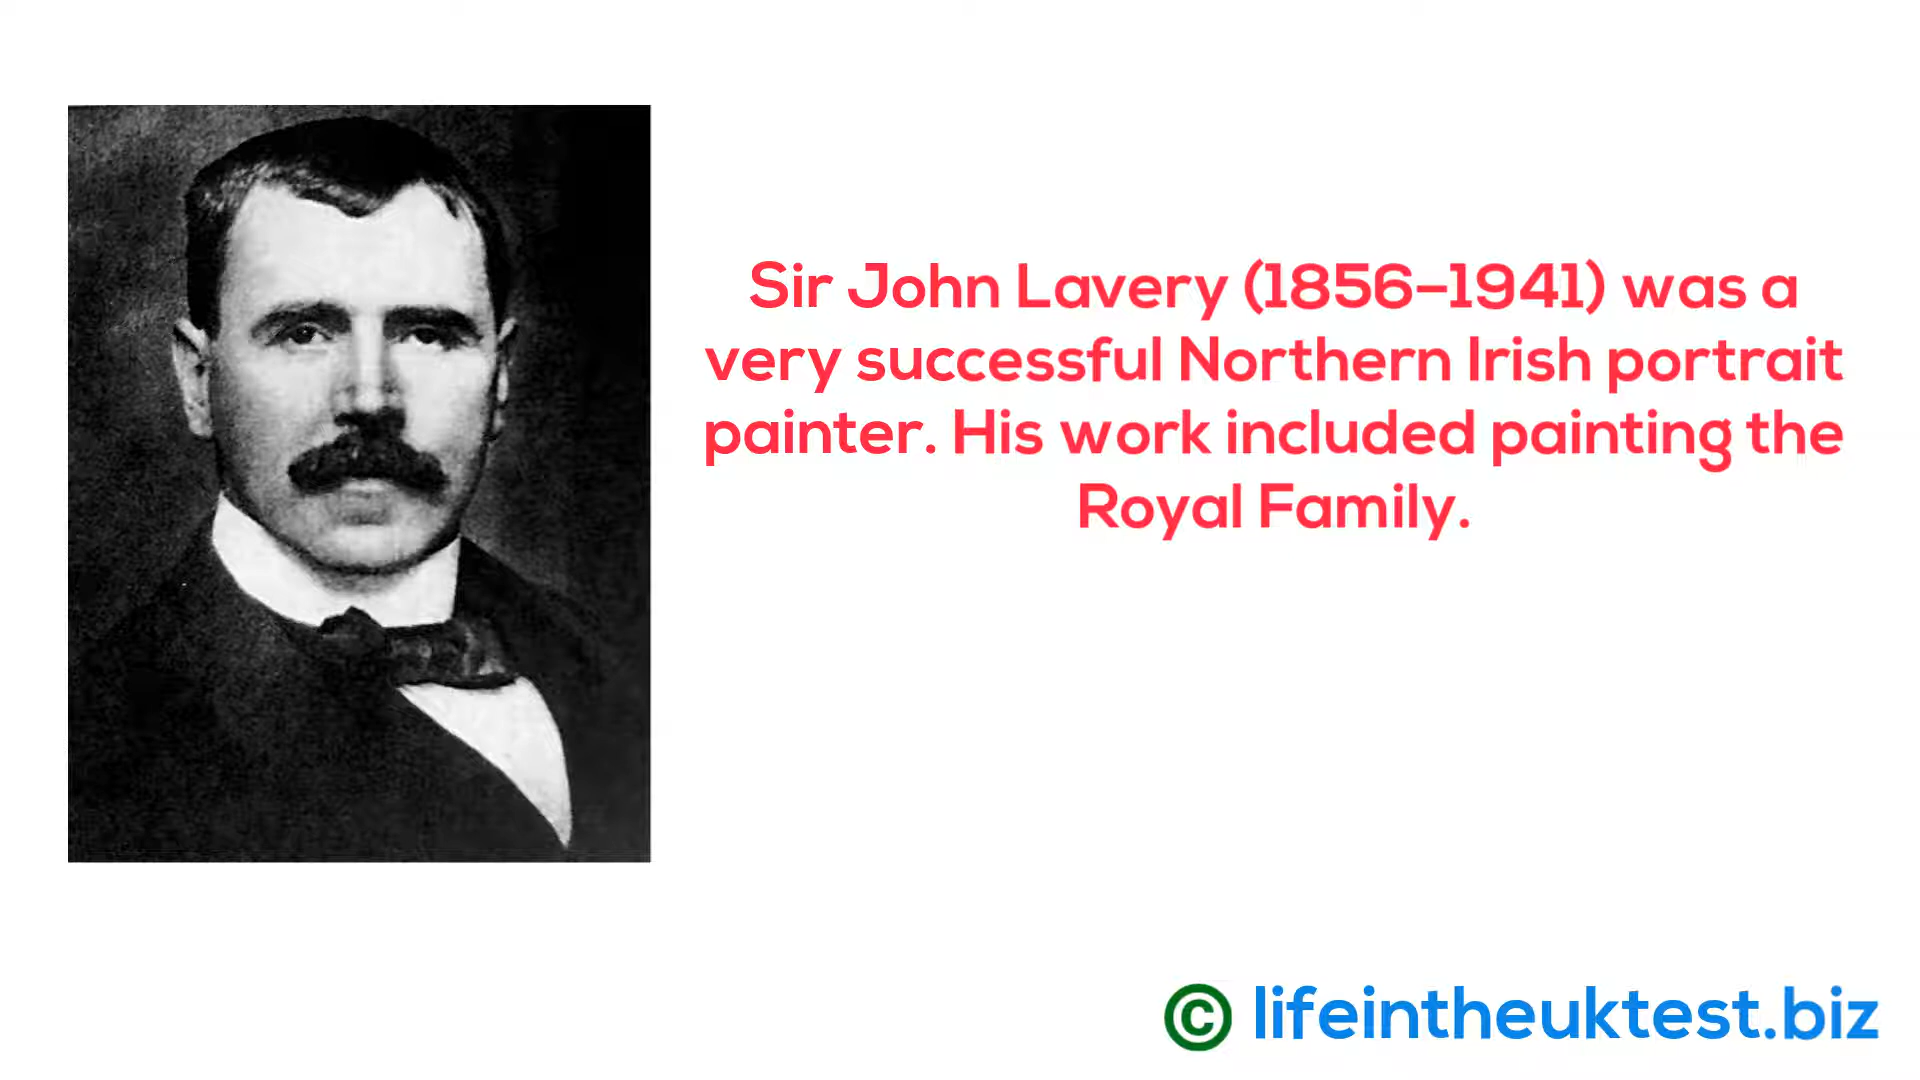 Sir John Lavery (1856–1941) was a
very successful Northern Irish portrait
painter. His work included painting the
Royal Family.
© lifeintheuktest.biz